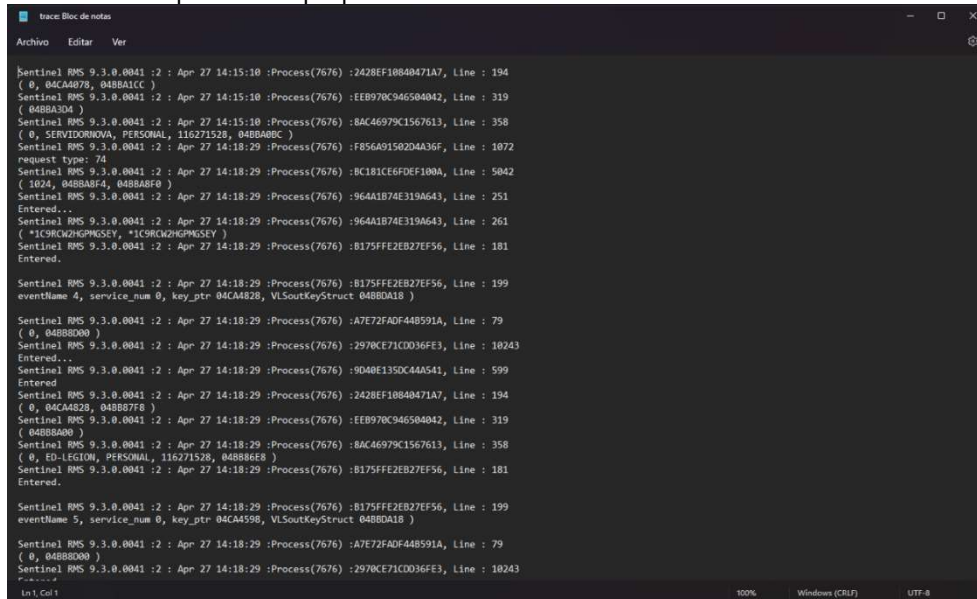 trace: Bloc de notas
Archivo Editar Ver
Sentinel RMS 9.3.0.0041 :2 : Apr 27 14:15:10 :Process(7676) :2428EF10840471A7, Line : 194
( 0, 04CA4078, 048BA1CC )
Sentinel RMS 9.3.0.0041 :2 : Apr 27 14:15:10 :Process(7676) :EEB970C946504042, Line : 319
( 04BBA3D4 )
Sentinel RMS 9.3.0.0041 :2 : Apr 27 14:15:10 :Process(7676) :8AC46979C1567613, Line : 358
( 0, SERVIDORNOVA, PERSONAL, 116271528, 04BBA0BC )
Sentinel RMS 9.3.0.0041 :2 : Apr 27 14:18:29 :Process(7676) :F856A91502D4A36F, Line : 1072
request type: 74
Sentinel RMS 9.3.0.0041 :2 : Apr 27 14:18:29 :Process(7676) :BC181CE6FDEF100A, Line : 5042
( 1024, 04BBA8F4, 04BBA8F0 )
Sentinel RMS 9.3.0.0041 :2 : Apr 27 14:18:29 :Process(7676) :964A1B74E319A643, Line : 251
Entered...
Sentinel RMS 9.3.0.0041 :2 : Apr 27 14:18:29 :Process(7676) :964A1B74E319A643, Line : 261
( *1C9RCW2HGPMGSEY, *1C9RCW2HGPMGSEY )
Sentinel RMS 9.3.0.0041 :2 : Apr 27 14:18:29 :Process(7676) :B175FFE2EB27EF56, Line : 181
Entered.
Sentinel RMS 9.3.0.0041 :2 : Apr 27 14:18:29 :Process(7676) :B175FFE2EB27EF56, Line : 199
eventName 4, service_num 0, key_ptr 04CA4828, VLSoutKeyStruct 04BBDA18 )
Sentinel RMS 9.3.0.0041 :2 : Apr 27 14:18:29 :Process(7676) :A7E72FADF44B591A, Line : 79
( 0, 04BB8D00 )
Sentinel RMS 9.3.0.0041 :2 : Apr 27 14:18:29 :Process(7676) :2970CE71CDD36FE3, Line : 10243
Entered...
Sentinel RMS 9.3.0.0041 :2 : Apr 27 14:18:29 :Process(7676) :9D40E135DC44A541, Line : 599
Entered
Sentinel RMS 9.3.0.0041 :2 : Apr 27 14:18:29 :Process(7676) :2428EF10840471A7, Line : 194
( 0, 04CA4828, 04BB87F8 )
Sentinel RMS 9.3.0.0041 :2 : Apr 27 14:18:29 :Process(7676) :EEB970C946504042, Line : 319
( 04BB8A00 )
Sentinel RMS 9.3.0.0041 :2 : Apr 27 14:18:29 :Process(7676) :8AC46979C1567613, Line : 358
( 0, ED-LEGION, PERSONAL, 116271528, 04BB86E8 )
Sentinel RMS 9.3.0.0041 :2 : Apr 27 14:18:29 :Process(7676) :B175FFE2EB27EF56, Line : 181
Entered.
Sentinel RMS 9.3.0.0041 :2 : Apr 27 14:18:29 :Process(7676) :B175FFE2EB27EF56, Line : 199
eventName 5, service_num 0, key_ptr 04CA4598, VLSoutKeyStruct 04BBDA18 )
Sentinel RMS 9.3.0.0041 :2 : Apr 27 14:18:29 :Process(7676) :A7E72FADF44B591A, Line : 79
( 0, 04BB8D00 )
Sentinel RMS 9.3.0.0041 :2 : Apr 27 14:18:29 :Process(7676) :2970CE71CDD36FE3, Line : 10243
Ln 1, Col 1 100% Windows (CRLF) UTF-8